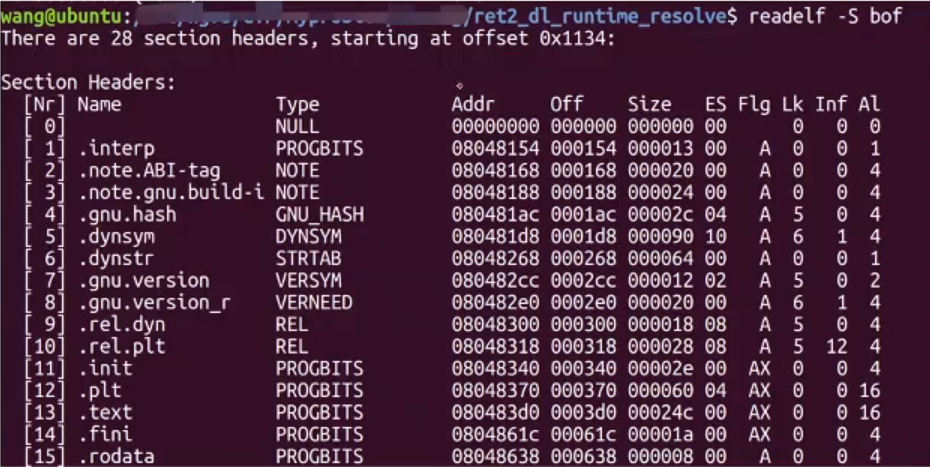 wang@ubuntu:/ /ret2_dl_runtime_resolve$ readelf -S bof
There are 28 section headers, starting at offset 0x1134:
Section Headers:
[Nr] Name Type Addr Off Size ES Flg Lk Inf Al
[ 0] NULL 00000000 000000 000000 00 0 0 0
[ 1] .interp PROGBITS 08048154 000154 000013 00 A 0 0 1
[ 2] .note.ABI-tag NOTE 08048168 000168 000020 00 A 0 0 4
[ 3] .note.gnu.build-i NOTE 08048188 000188 000024 00 A 0 0 4
[ 4] .gnu.hash GNU_HASH 080481ac 0001ac 00002c 04 A 5 0 4
[ 5] .dynsym DYNSYM 080481d8 0001d8 000090 10 A 6 1 4
[ 6] .dynstr STRTAB 08048268 000268 000064 00 A 0 0 1
[ 7] .gnu.version VERSYM 080482cc 0002cc 000012 02 A 5 0 2
[ 8] .gnu.version_r VERNEED 080482e0 0002e0 000020 00 A 6 1 4
[ 9] .rel.dyn REL 08048300 000300 000018 08 A 5 0 4
[10] .rel.plt REL 08048318 000318 000028 08 A 5 12 4
[11] .init PROGBITS 08048340 000340 00002e 00 AX 0 0 4
[12] .plt PROGBITS 08048370 000370 000060 04 AX 0 0 16
[13] .text PROGBITS 080483d0 0003d0 00024c 00 AX 0 0 16
[14] .fini PROGBITS 0804861c 00061c 00001a 00 AX 0 0 4
[15] .rodata PROGBITS 08048638 000638 000008 00 A 0 0 4